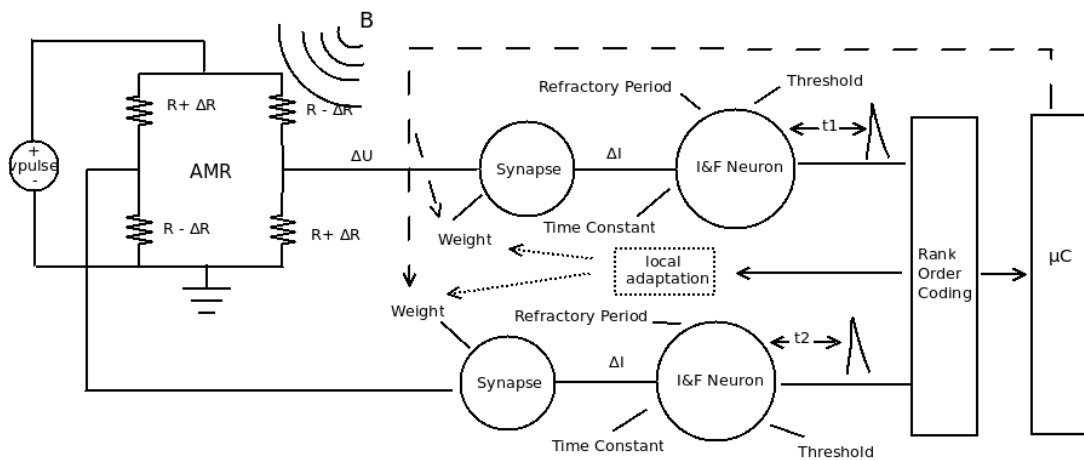 B
Refractory Period
Threshold
R+ ΔR
R - ΔR
t1
+
vpulse
-
AMR
ΔU
Synapse
ΔI
I&F Neuron
R - ΔR
R+ ΔR
Weight
Time Constant
local
adaptation
Rank
Order
Coding
μC
Weight
Refractory Period
t2
Synapse
ΔI
I&F Neuron
Time Constant
Threshold